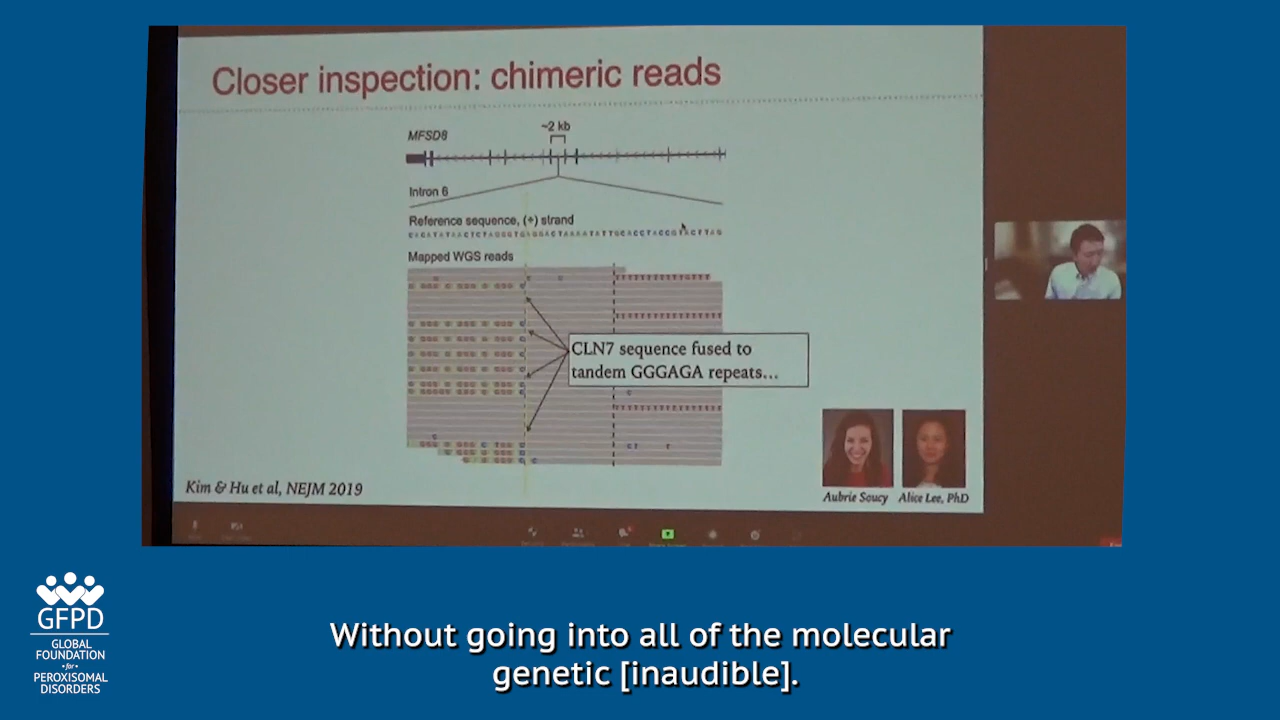 Closer inspection: chimeric reads
~2 kb
MFSD8
Intron 6
Reference sequence, (+) strand
Mapped WGS reads
CLN7 sequence fused to
tandem GGGAGA repeats...
Kim & Hu et al, NEJM 2019
Aubrie Soucy
Alice Lee, PhD
GFPD
GLOBAL
FOUNDATION
for
PEROXISOMAL
DISORDERS
Without going into all of the molecular
genetic [inaudible].